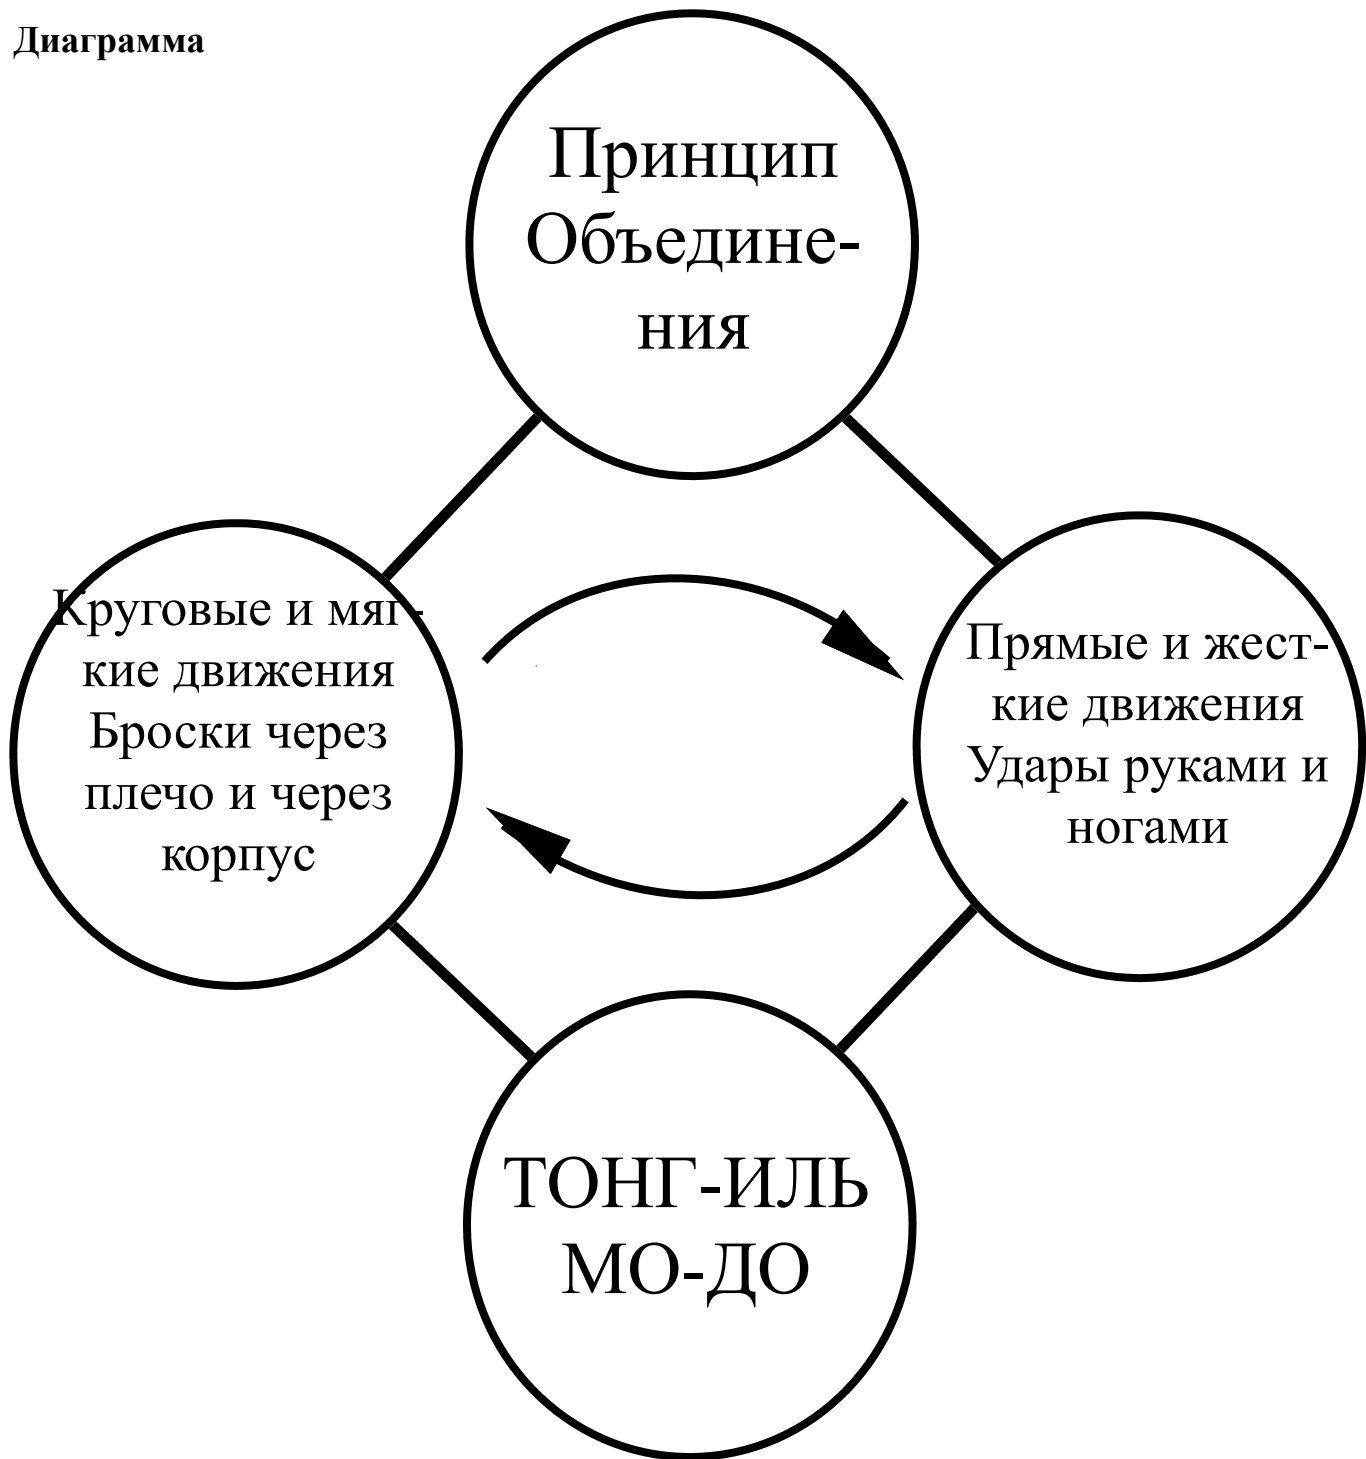 Диаграмма
Принцип
Объедине-
ния
Круговые и мяг-
кие движения
Броски через
плечо и через
корпус
Прямые и жест-
кие движения
Удары руками и
ногами
ТОНГ-ИЛЬ
МО-ДО